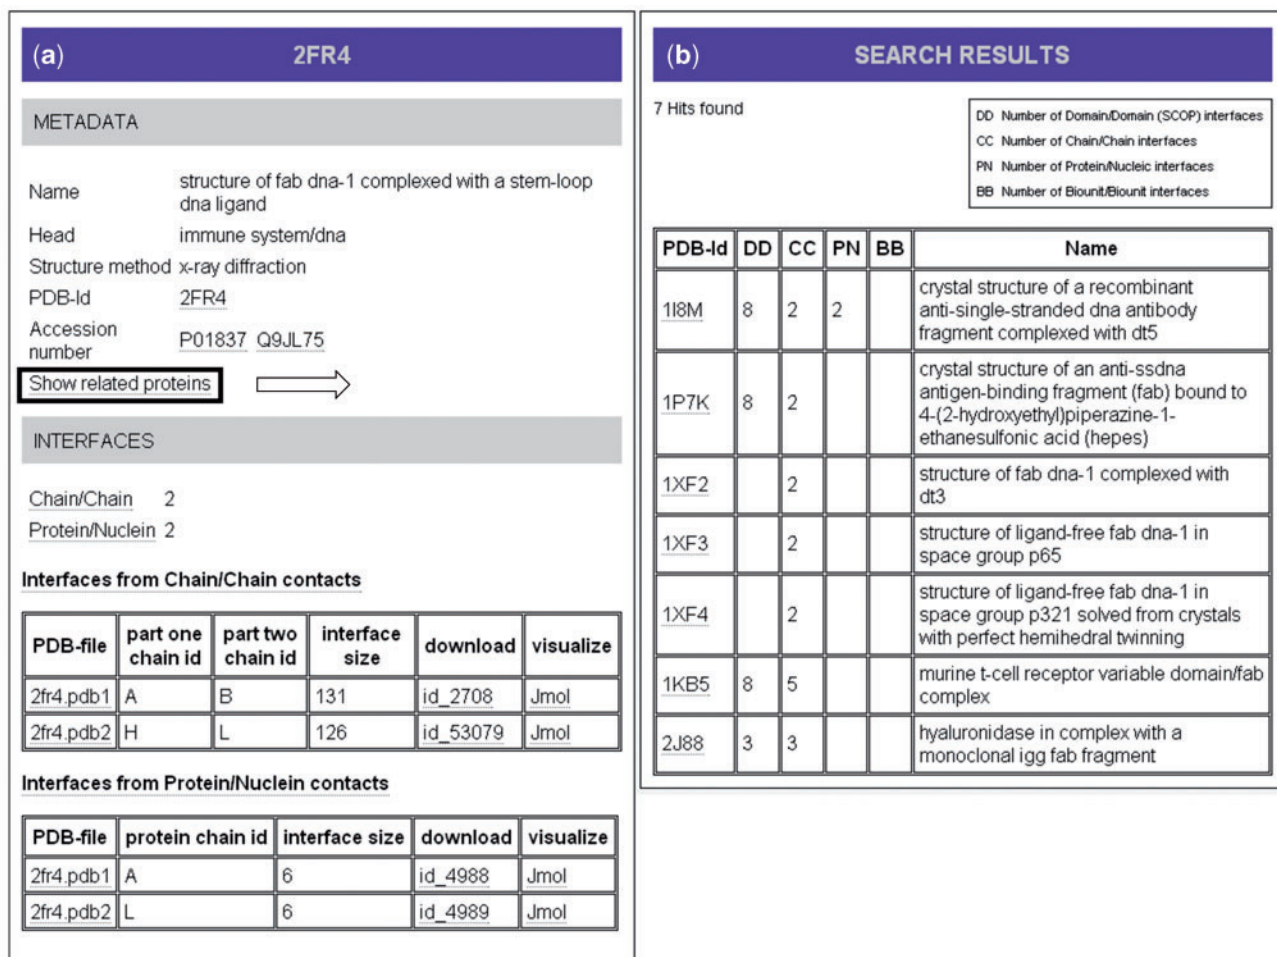 (a) 2FR4
METADATA
Name structure of fab dna-1 complexed with a stem-loop
dna ligand
Head immune system/dna
Structure method x-ray diffraction
PDB-Id 2FR4
Accession
number P01837 Q9JL75
Show related proteins
INTERFACES
Chain/Chain 2
Protein/Nuclein 2
Interfaces from Chain/Chain contacts
PDB-file part one chain id part two chain id interface size download visualize
2fr4.pdb1 A B 131 id_2708 Jmol
2fr4.pdb2 H L 126 id_53079 Jmol
Interfaces from Protein/Nuclein contacts
PDB-file protein chain id interface size download visualize
2fr4.pdb1 A 6 id_4988 Jmol
2fr4.pdb2 L 6 id_4989 Jmol
(b) SEARCH RESULTS
7 Hits found
DD Number of Domain/Domain (SCOP) interfaces
CC Number of Chain/Chain interfaces
PN Number of Protein/Nucleic interfaces
BB Number of Biounit/Biounit interfaces
PDB-Id DD CC PN BB Name
1I8M 8 2 2 crystal structure of a recombinant
anti-single-stranded dna antibody
fragment complexed with dt5
1P7K 8 2 crystal structure of an anti-ssdna
antigen-binding fragment (fab) bound to
4-(2-hydroxyethyl)piperazine-1-
ethanesulfonic acid (hepes)
1XF2 2 structure of fab dna-1 complexed with
dt3
1XF3 2 structure of ligand-free fab dna-1 in
space group p65
1XF4 2 structure of ligand-free fab dna-1 in
space group p321 solved from crystals
with perfect hemihedral twinning
1KB5 8 5 murine t-cell receptor variable domain/fab
complex
2J88 3 3 hyaluronidase in complex with a
monoclonal igg fab fragment